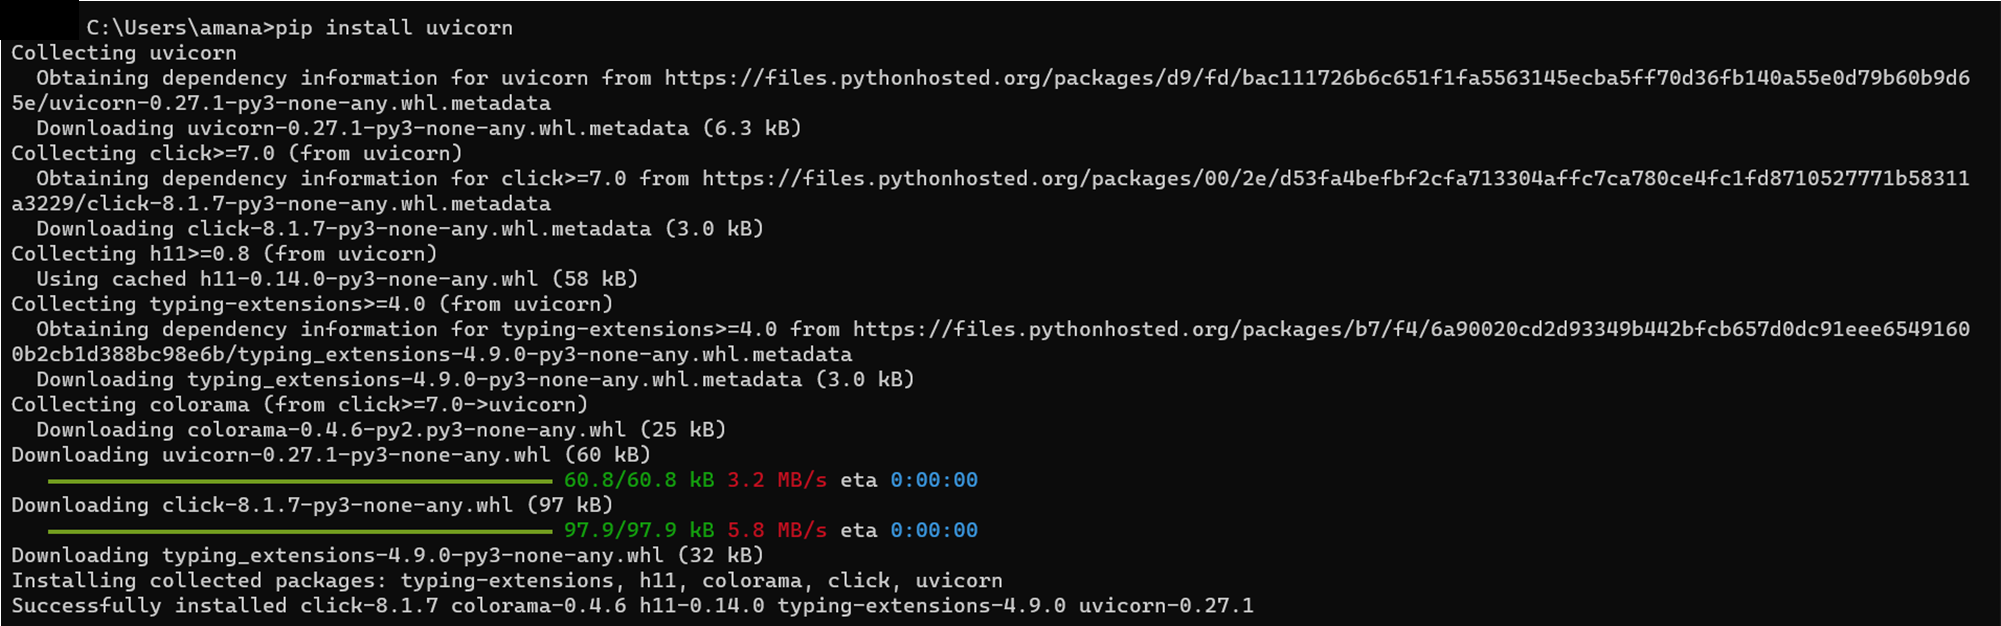 C:\Users\amana>pip install uvicorn
Collecting uvicorn
  Obtaining dependency information for uvicorn from https://files.pythonhosted.org/packages/d9/fd/bac111726b6c651f1fa5563145ecba5ff70d36fb140a55e0d79b60b9d6
5e/uvicorn-0.27.1-py3-none-any.whl.metadata
  Downloading uvicorn-0.27.1-py3-none-any.whl.metadata (6.3 kB)
Collecting click>=7.0 (from uvicorn)
  Obtaining dependency information for click>=7.0 from https://files.pythonhosted.org/packages/00/2e/d53fa4befbf2cfa713304affc7ca780ce4fc1fd8710527771b58311
a3229/click-8.1.7-py3-none-any.whl.metadata
  Downloading click-8.1.7-py3-none-any.whl.metadata (3.0 kB)
Collecting h11>=0.8 (from uvicorn)
  Using cached h11-0.14.0-py3-none-any.whl (58 kB)
Collecting typing-extensions>=4.0 (from uvicorn)
  Obtaining dependency information for typing-extensions>=4.0 from https://files.pythonhosted.org/packages/b7/f4/6a90020cd2d93349b442bfcb657d0dc91eee6549160
0b2cb1d388bc98e6b/typing_extensions-4.9.0-py3-none-any.whl.metadata
  Downloading typing_extensions-4.9.0-py3-none-any.whl.metadata (3.0 kB)
Collecting colorama (from click>=7.0->uvicorn)
  Downloading colorama-0.4.6-py2.py3-none-any.whl (25 kB)
Downloading uvicorn-0.27.1-py3-none-any.whl (60 kB)
60.8/60.8 kB 3.2 MB/s eta 0:00:00
Downloading click-8.1.7-py3-none-any.whl (97 kB)
97.9/97.9 kB 5.8 MB/s eta 0:00:00
Downloading typing_extensions-4.9.0-py3-none-any.whl (32 kB)
Installing collected packages: typing-extensions, h11, colorama, click, uvicorn
Successfully installed click-8.1.7 colorama-0.4.6 h11-0.14.0 typing-extensions-4.9.0 uvicorn-0.27.1